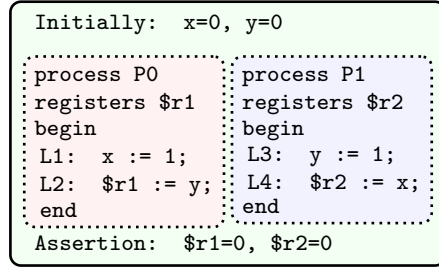 Initially: x=0, y=0
process P0
registers $r1
begin
L1: x := 1;
L2: $r1 := y;
end
process P1
registers $r2
begin
L3: y := 1;
L4: $r2 := x;
end
Assertion: $r1=0, $r2=0